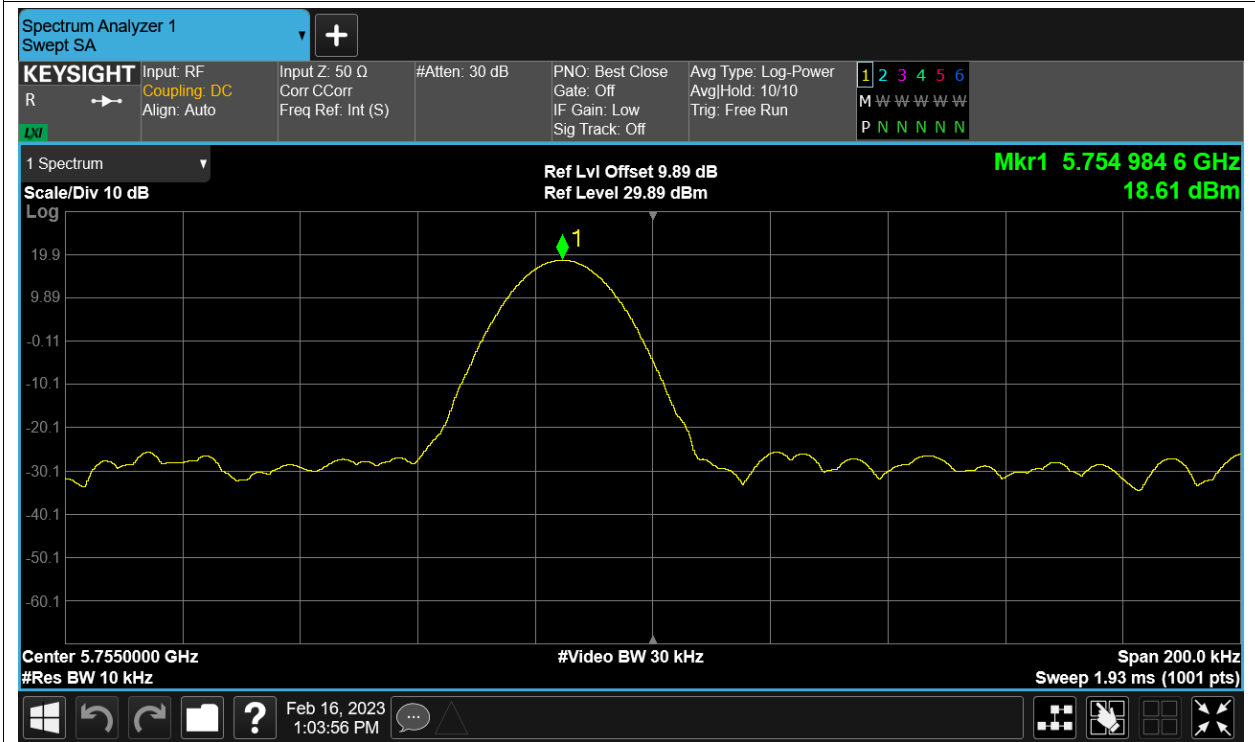 Spectrum Analyzer 1
Swept SA
KEYSIGHT
R
LXI
Input: RF
Coupling: DC
Align: Auto
Input Z: 50 Ω
Corr CCorr
Freq Ref: Int (S)
#Atten: 30 dB
PNO: Best Close
Gate: Off
IF Gain: Low
Sig Track: Off
Avg Type: Log-Power
Avg|Hold: 10/10
Trig: Free Run
1 2 3 4 5 6
M W W W W W
P N N N N N
1 Spectrum
Scale/Div 10 dB
Log
Ref Lvl Offset 9.89 dB
Ref Level 29.89 dBm
Mkr1 5.754 984 6 GHz
18.61 dBm
1
19.9
9.89
-0.11
-10.1
-20.1
-30.1
-40.1
-50.1
-60.1
Center 5.7550000 GHz
#Res BW 10 kHz
#Video BW 30 kHz
Span 200.0 kHz
Sweep 1.93 ms (1001 pts)
?
Feb 16, 2023
1:03:56 PM